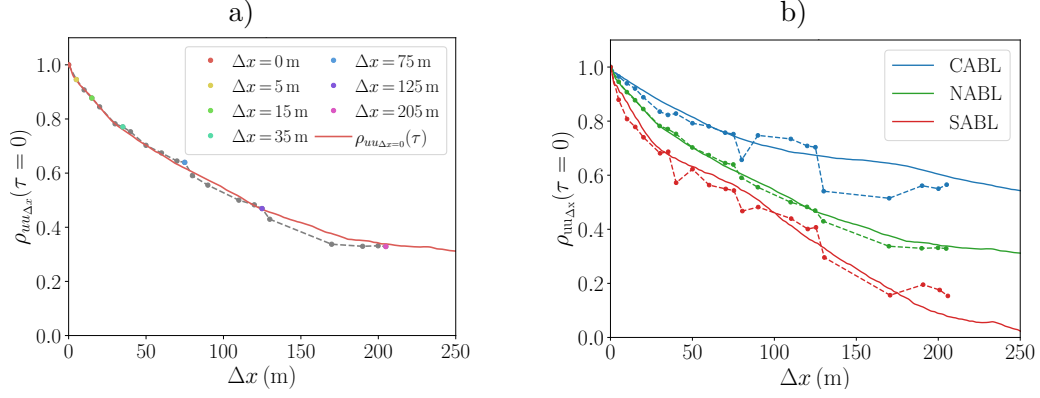 a)
Δx = 0 m
Δx = 5 m
Δx = 15 m
Δx = 35 m
Δx = 75 m
Δx = 125 m
Δx = 205 m
ρ_{uu_{Δx=0}}(τ)
ρ_{uu_{Δx}}(τ = 0)
1.0
0.8
0.6
0.4
0.2
0.0
0 50 100 150 200 250
Δx (m)
b)
CABL
NABL
SABL
ρ_{uu_{Δx}}(τ = 0)
1.0
0.8
0.6
0.4
0.2
0.0
0 50 100 150 200 250
Δx (m)